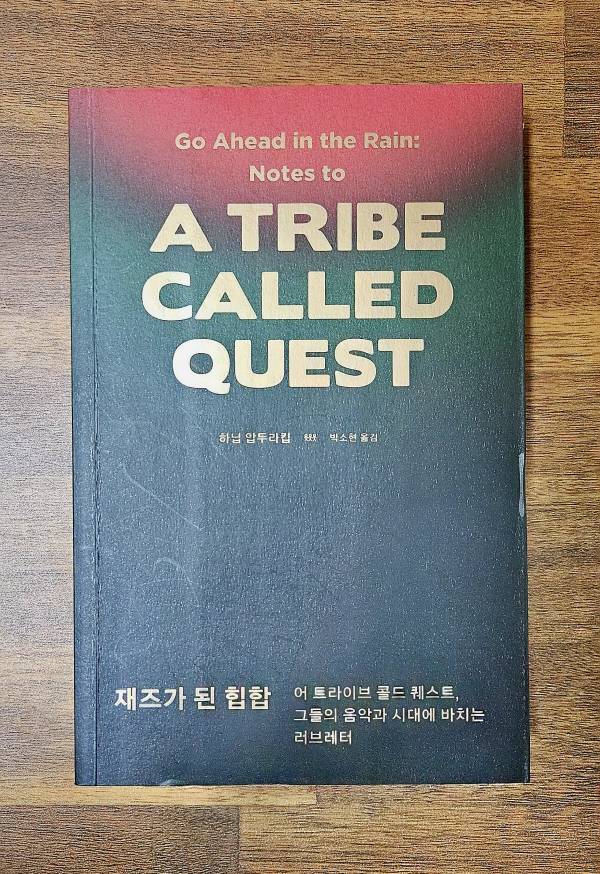 Go Ahead in the Rain:
Notes to
A TRIBE
CALLED
QUEST
하닙 압두라킵 박소현 옮김
재즈가 된 힙합
어 트라이브 콜드 퀘스트,
그들의 음악과 시대에 바치는
러브레터